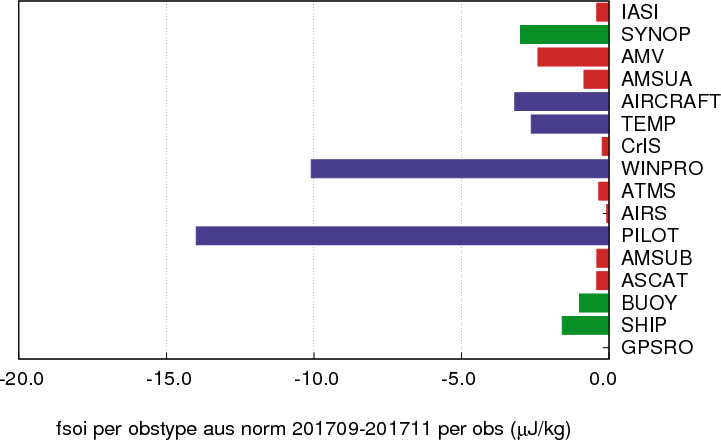 IASI
SYNOP
AMV
AMSUA
AIRCRAFT
TEMP
CrIS
WINPRO
ATMS
AIRS
PILOT
AMSUB
ASCAT
BUOY
SHIP
GPSRO
-20.0 -15.0 -10.0 -5.0 0.0
fsoi per obstype aus norm 201709-201711 per obs (µJ/kg)